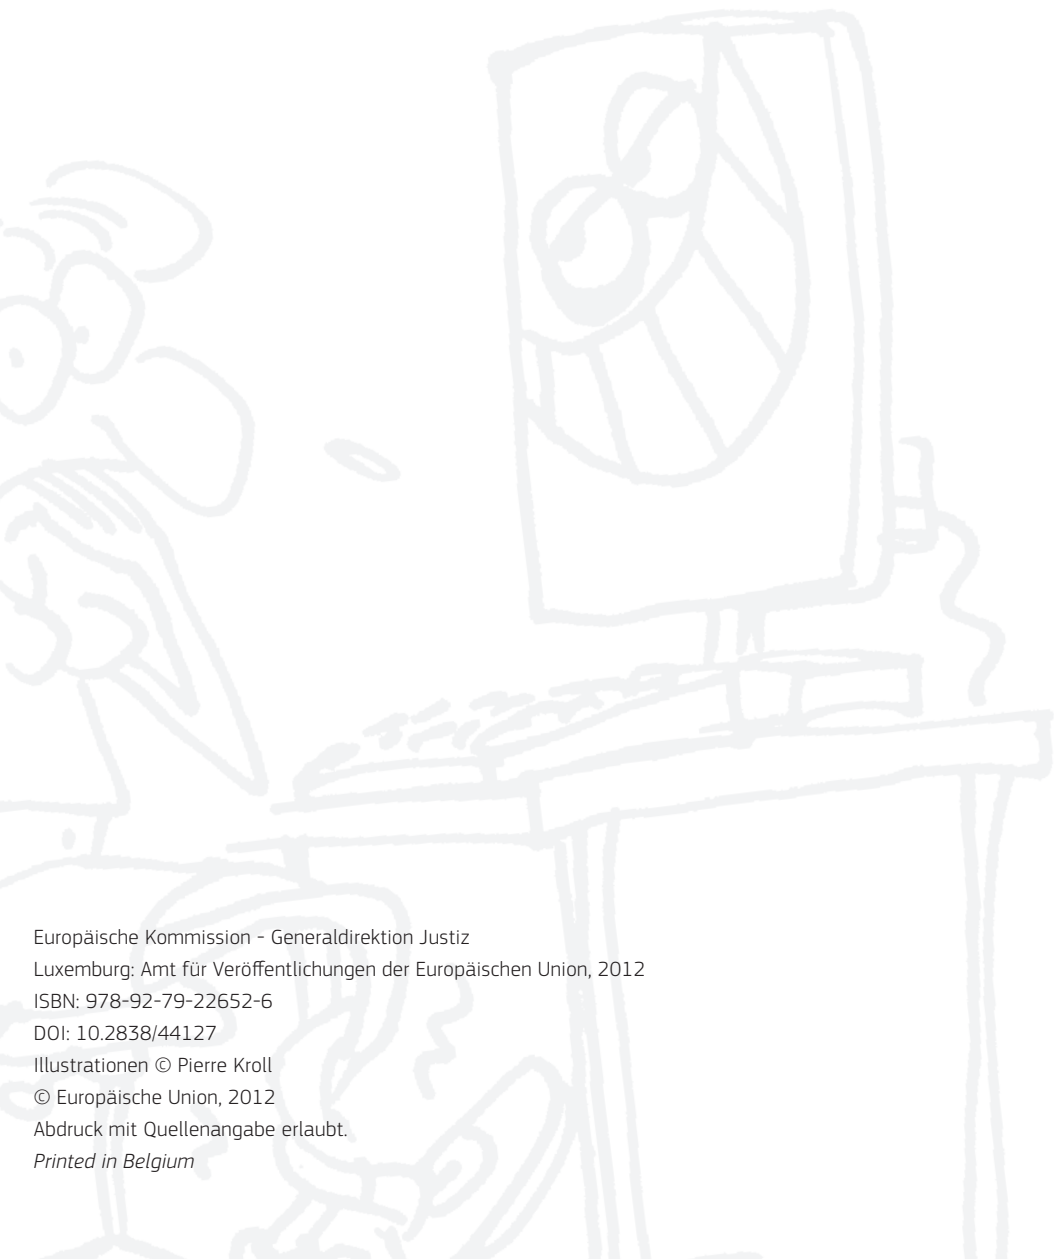 Europäische Kommission - Generaldirektion Justiz
Luxemburg: Amt für Veröffentlichungen der Europäischen Union, 2012
ISBN: 978-92-79-22652-6
DOI: 10.2838/44127
Illustrationen © Pierre Kroll
© Europäische Union, 2012
Abdruck mit Quellenangabe erlaubt.
Printed in Belgium